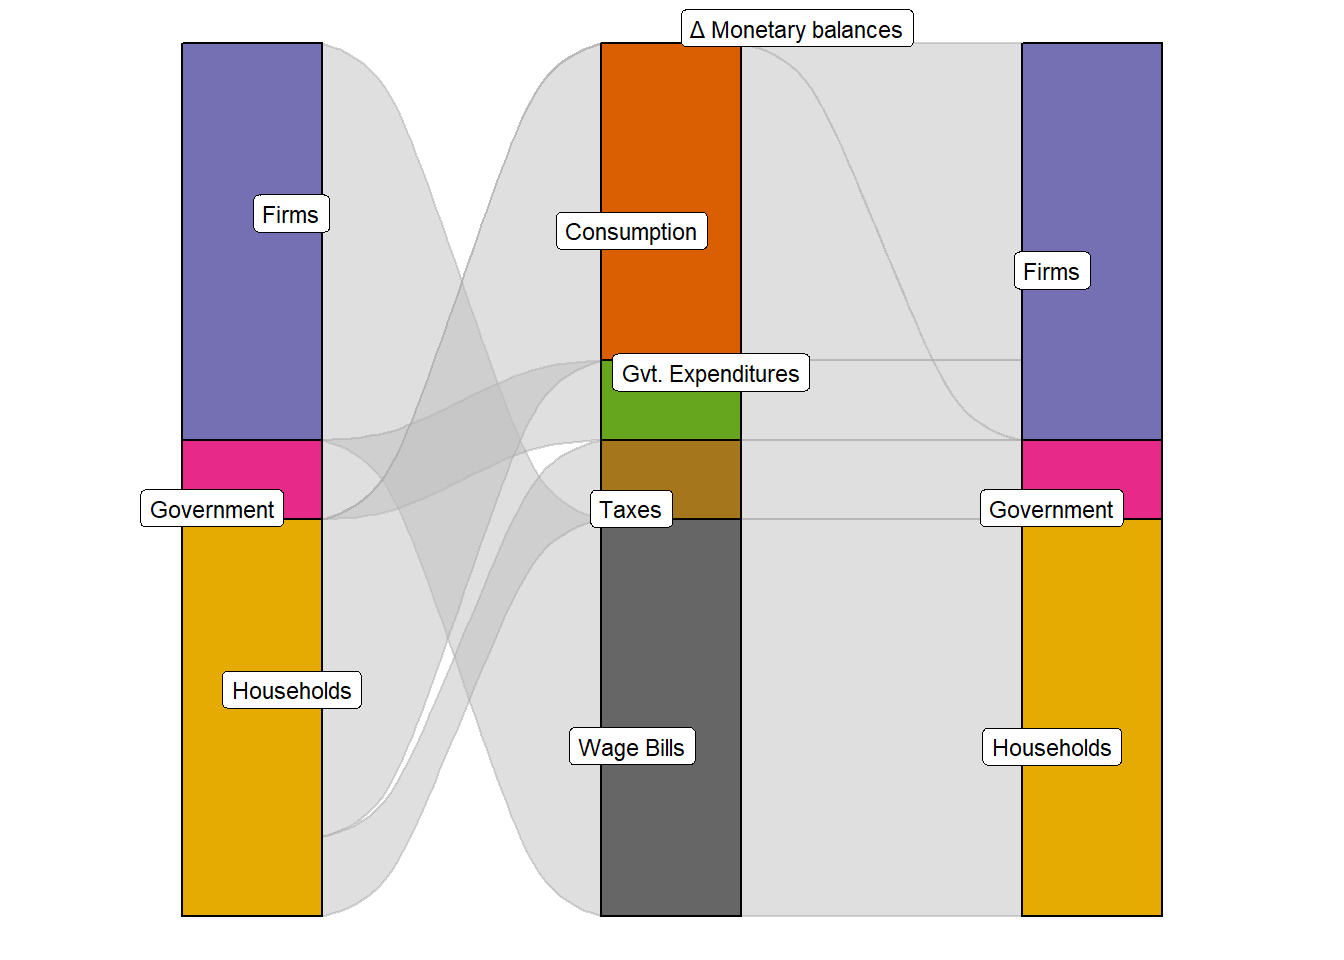 Δ Monetary balances
Firms
Consumption
Firms
Gvt. Expenditures
Government
Taxes
Government
Households
Wage Bills
Households